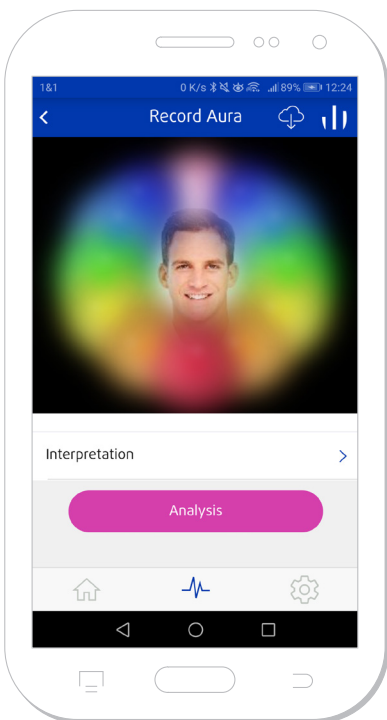 1&1 0 K/s 89% 12:24
Record Aura
Interpretation
Analysis